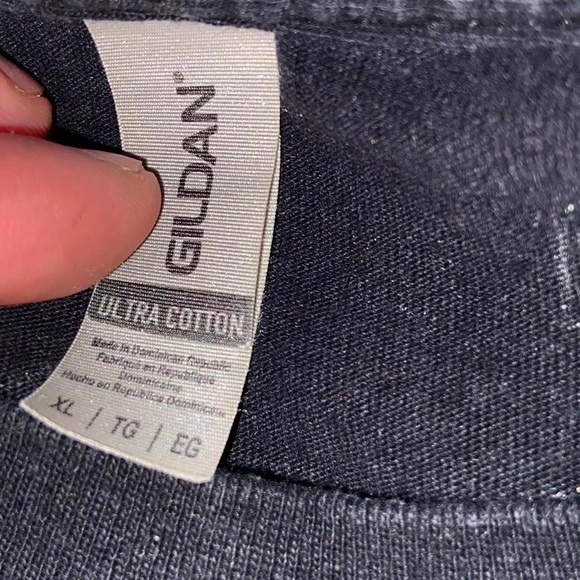 GILDAN®
ULTRA COTTON
Made in Dominican Republic
Fabriqué en République
Dominicaine
Hecho en República Dominicana
XL / TG / EG